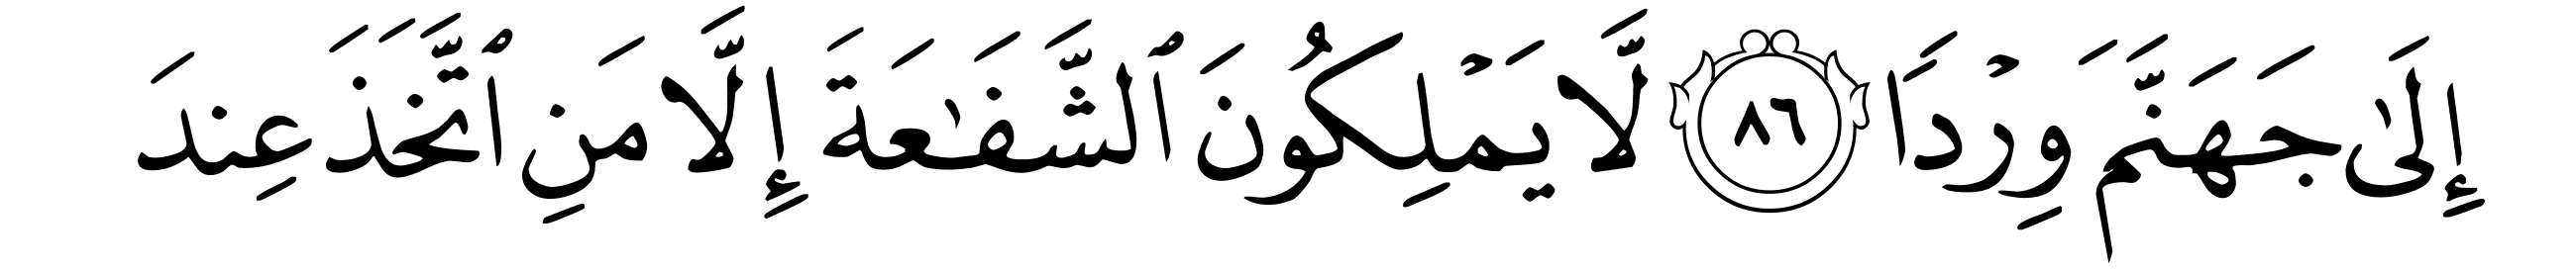 إِلَىٰ جَهَنَّمَ وِرْدًا ٨٦ لَّا يَمْلِكُونَ ٱلشَّفَـٰعَةَ إِلَّا مَنِ ٱتَّخَذَ عِندَ